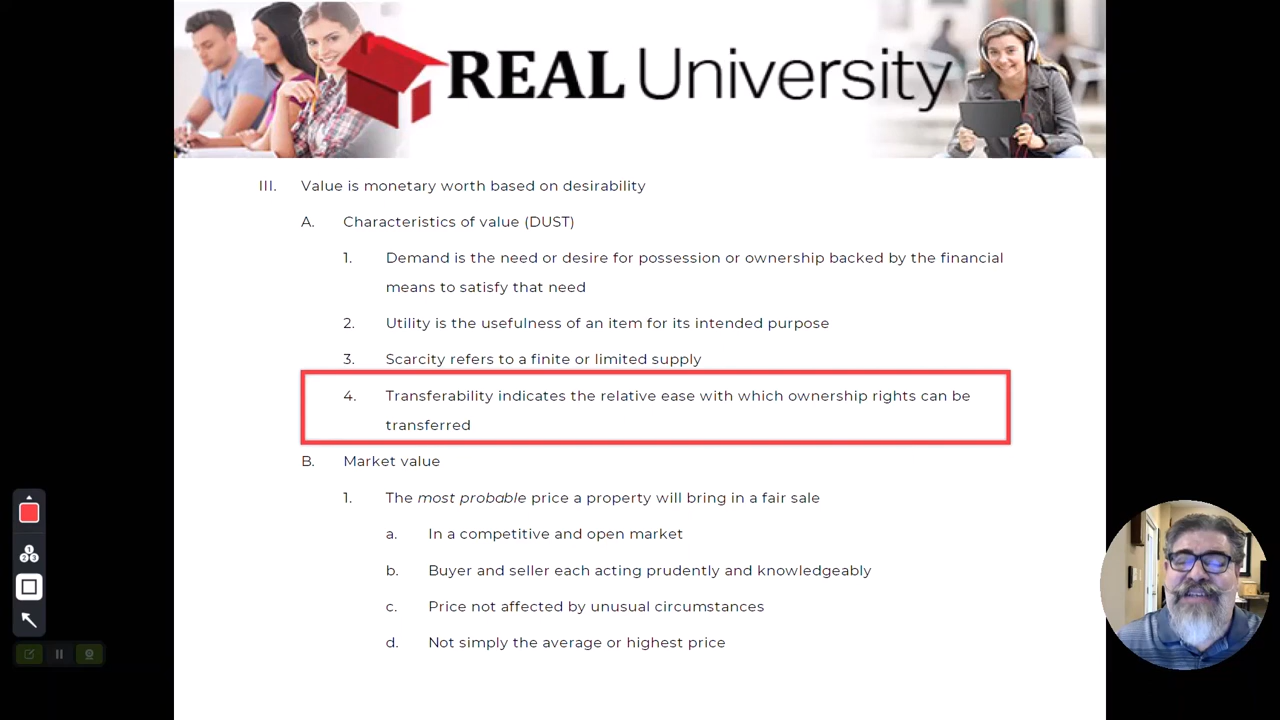 REAL University
III. Value is monetary worth based on desirability
A. Characteristics of value (DUST)
1. Demand is the need or desire for possession or ownership backed by the financial
means to satisfy that need
2. Utility is the usefulness of an item for its intended purpose
3. Scarcity refers to a finite or limited supply
4. Transferability indicates the relative ease with which ownership rights can be
transferred
B. Market value
1. The most probable price a property will bring in a fair sale
a. In a competitive and open market
b. Buyer and seller each acting prudently and knowledgeably
c. Price not affected by unusual circumstances
d. Not simply the average or highest price